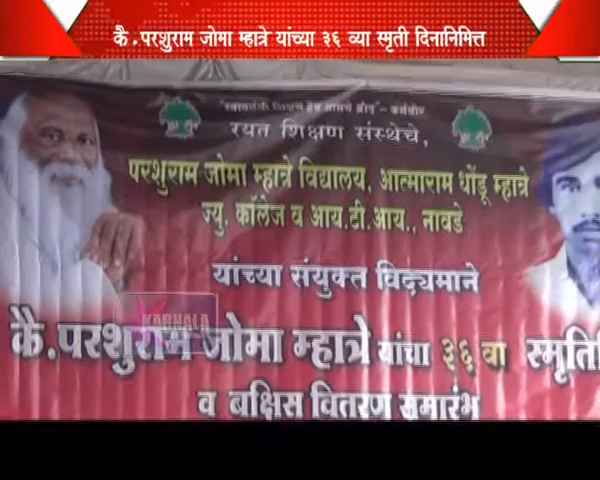 कै.परशुराम जोमा म्हात्रे यांच्या ३६ व्या स्मृती दिनानिमित्त
"स्वावलंबी शिक्षण हेच आमचे ब्रीद" - कर्मवीर
रयत शिक्षण संस्थेचे,
परशुराम जोमा म्हात्रे विद्यालय, आत्माराम धोंडू म्हात्रे
ज्यु. कॉलेज व आय.टी.आय., नावडे
यांच्या संयुक्त विद्यमाने
KARHALA
कै.परशुराम जोमा म्हात्रे यांचा ३६ वा स्मृति
व बक्षिस वितरण समारंभ